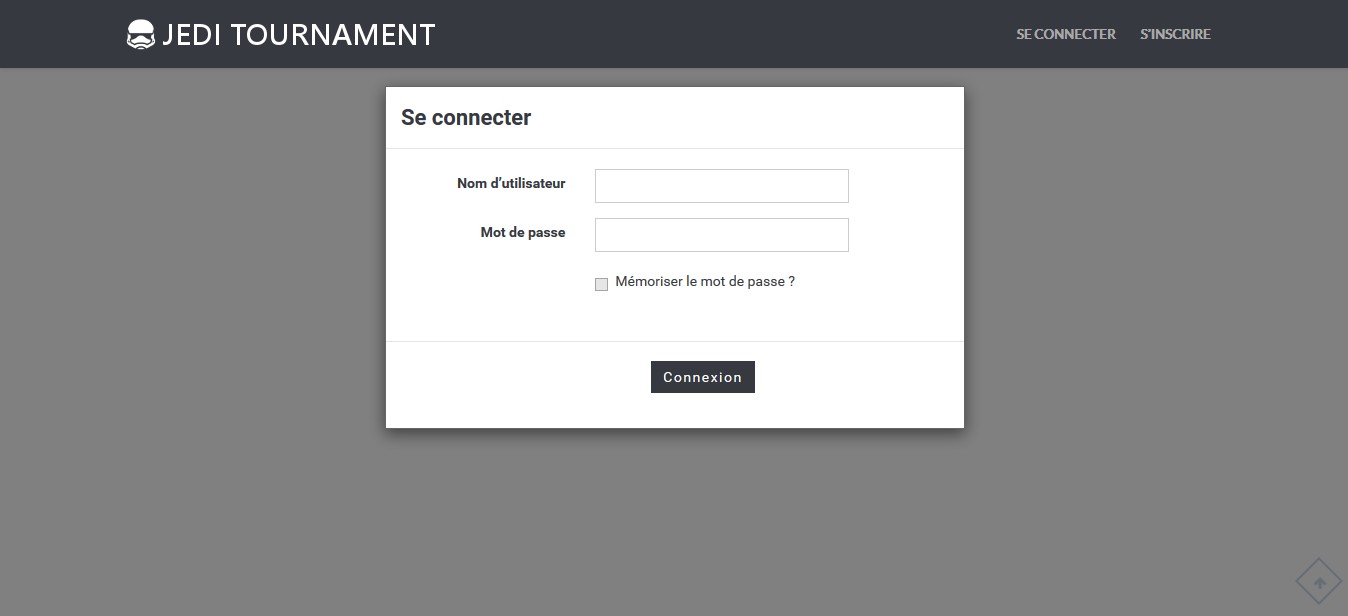 JEDI TOURNAMENT
SE CONNECTER
S'INSCRIRE
Se connecter
Nom d’utilisateur
Mot de passe
Mémoriser le mot de passe ?
Connexion